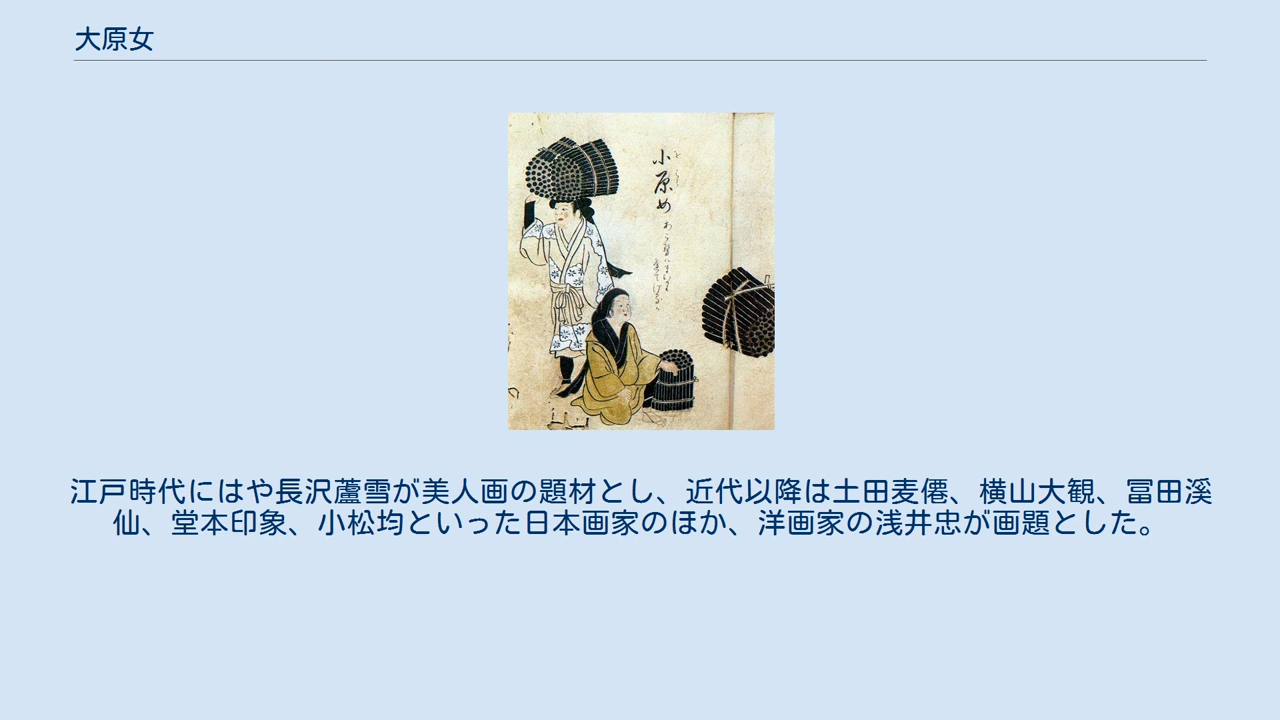 大原女
小原め
江戸時代にはや長沢蘆雪が美人画の題材とし、近代以降は土田麦僊、横山大観、冨田溪
仙、堂本印象、小松均といった日本画家のほか、洋画家の浅井忠が画題とした。